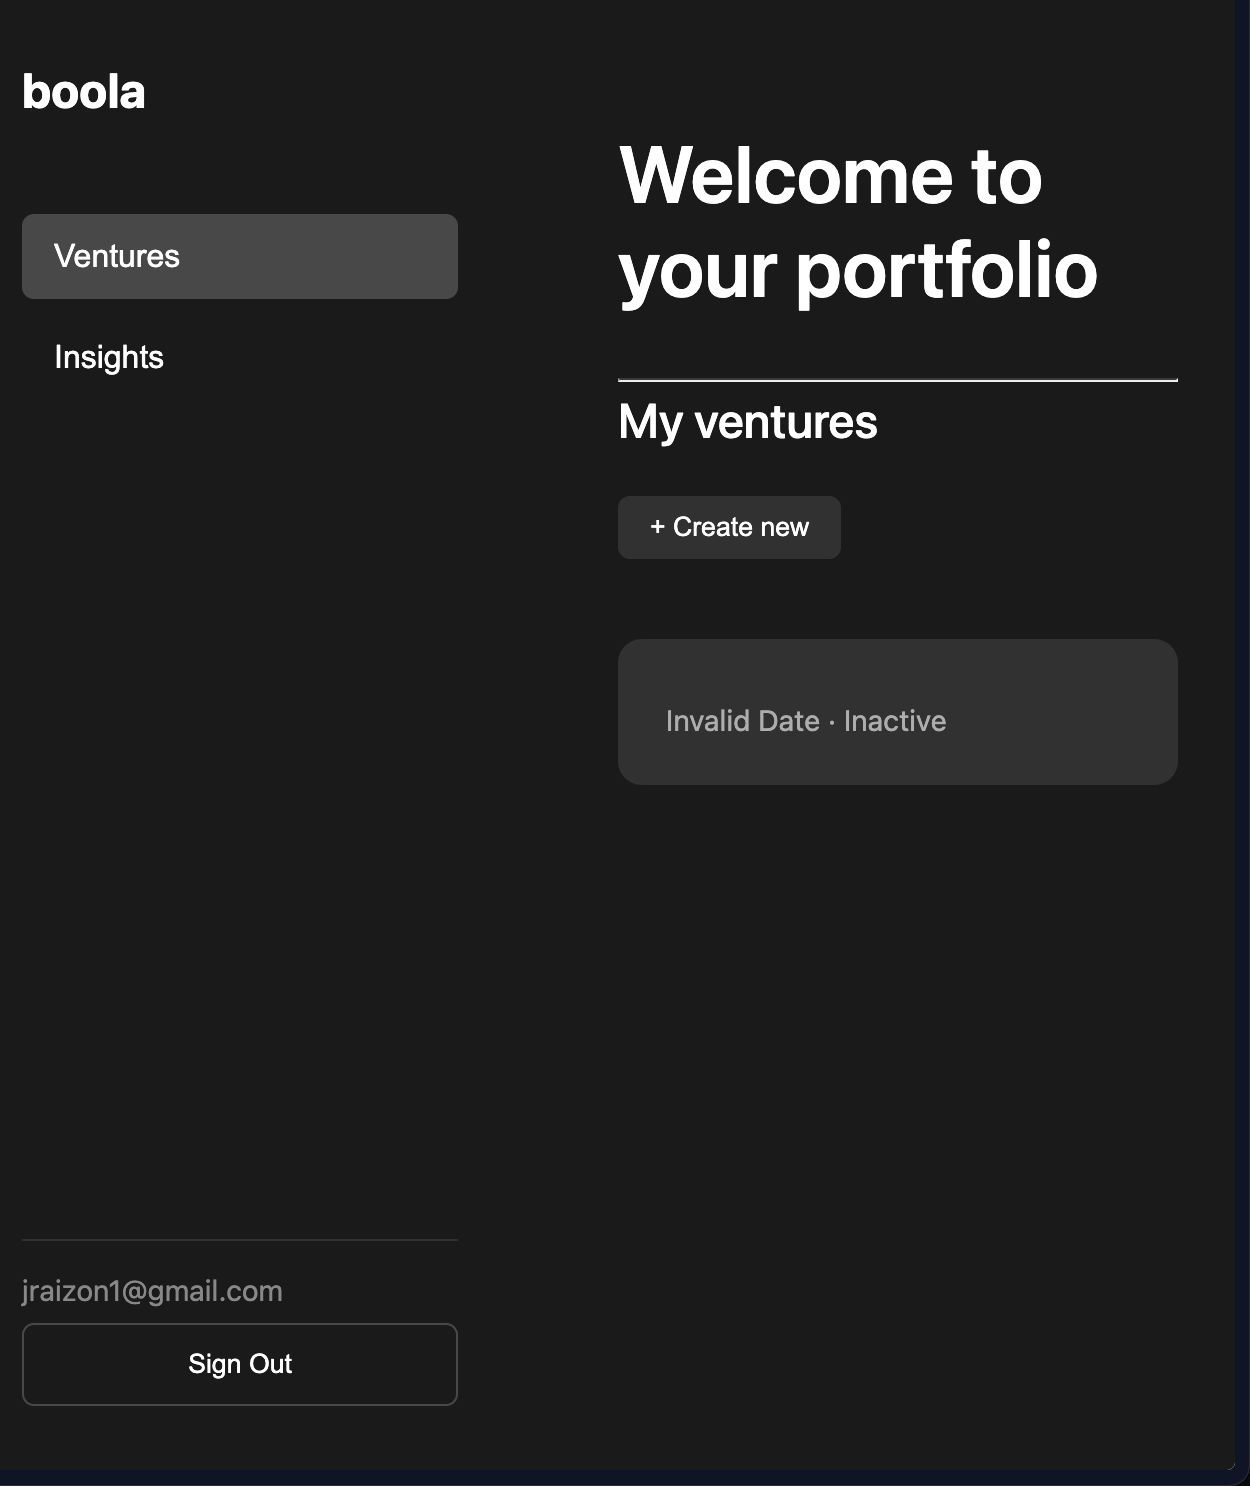 boola
Ventures
Insights
jraizon1@gmail.com
Sign Out
Welcome to
your portfolio
My ventures
+ Create new
Invalid Date · Inactive